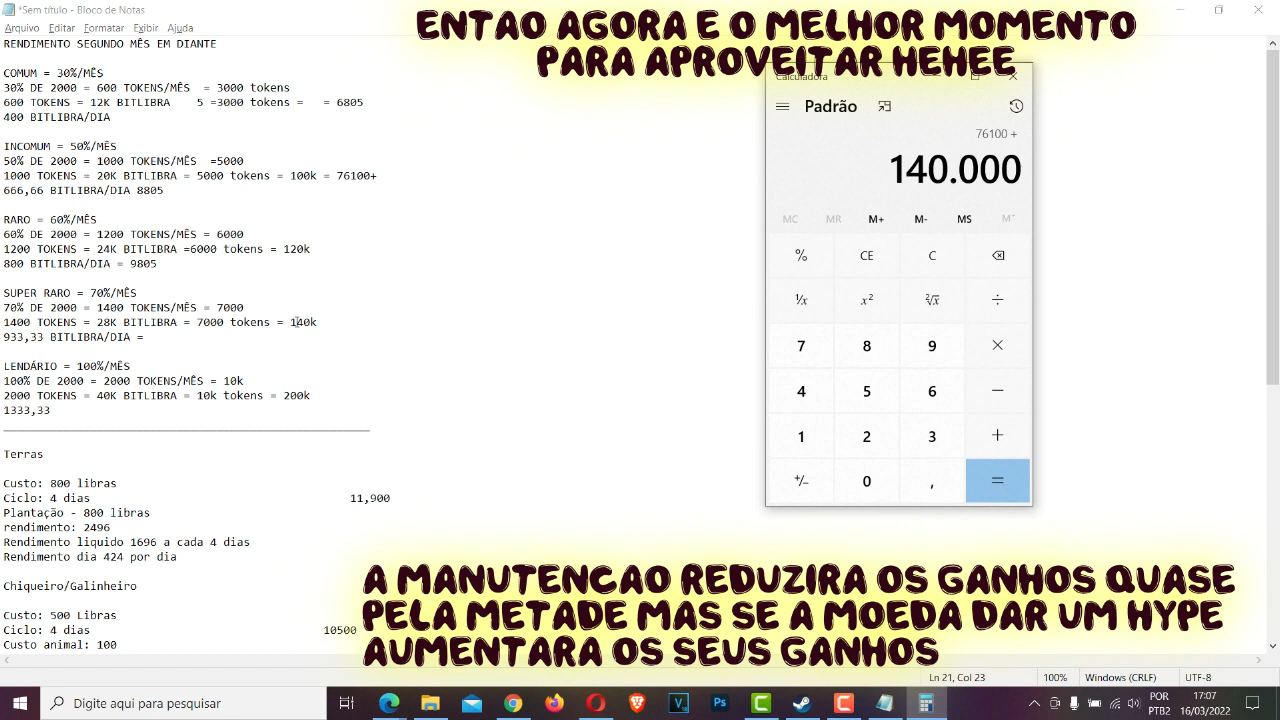 *Sem título - Bloco de Notas
Arquivo Editar Formatar Exibir Ajuda
ENTAO AGORA E O MELHOR MOMENTO
PARA APROVEITAR HEHEE
RENDIMENTO SEGUNDO MÊS EM DIANTE
COMUM = 30%/MÊS
30% DE 2000 = 600 TOKENS/MÊS = 3000 tokens
600 TOKENS = 12K BITLIBRA 5 =3000 tokens = = 6805
400 BITLIBRA/DIA
INCOMUM = 50%/MÊS
50% DE 2000 = 1000 TOKENS/MÊS =5000
1000 TOKENS = 20K BITLIBRA = 5000 tokens = 100k = 76100+
666,66 BITLIBRA/DIA 8805
RARO = 60%/MÊS
60% DE 2000 = 1200 TOKENS/MÊS = 6000
1200 TOKENS = 24K BITLIBRA =6000 tokens = 120k
800 BITLIBRA/DIA = 9805
SUPER RARO = 70%/MÊS
70% DE 2000 = 1400 TOKENS/MÊS = 7000
1400 TOKENS = 28K BITLIBRA = 7000 tokens = 140k
933,33 BITLIBRA/DIA =
LENDÁRIO = 100%/MÊS
100% DE 2000 = 2000 TOKENS/MÊS = 10k
2000 TOKENS = 40K BITLIBRA = 10k tokens = 200k
1333,33
Terras
Custo: 800 libras
Ciclo: 4 dias 11,900
Plantação - 800 libras
rendimento: 2496
Rendimento liquido 1696 a cada 4 dias
Rendimento dia 424 por dia
Chiqueiro/Galinheiro
Custo: 500 Libras
Ciclo: 4 dias 10500
Custo animal: 100
Calculadora
Padrão
76100 +
140.000
MC MR M+ M- MS M˅
% CE C
¹/x x² ²√x ÷
7 8 9 ×
4 5 6 −
1 2 3 +
+/− 0 , =
A MANUTENCAO REDUZIRA OS GANHOS QUASE
PELA METADE MAS SE A MOEDA DAR UM HYPE
AUMENTARA OS SEUS GANHOS
Ln 21, Col 23 100% Windows (CRLF) UTF-8
Digite aqui para pesquisar
V Ps
POR
PTB2
17:07
16/03/2022